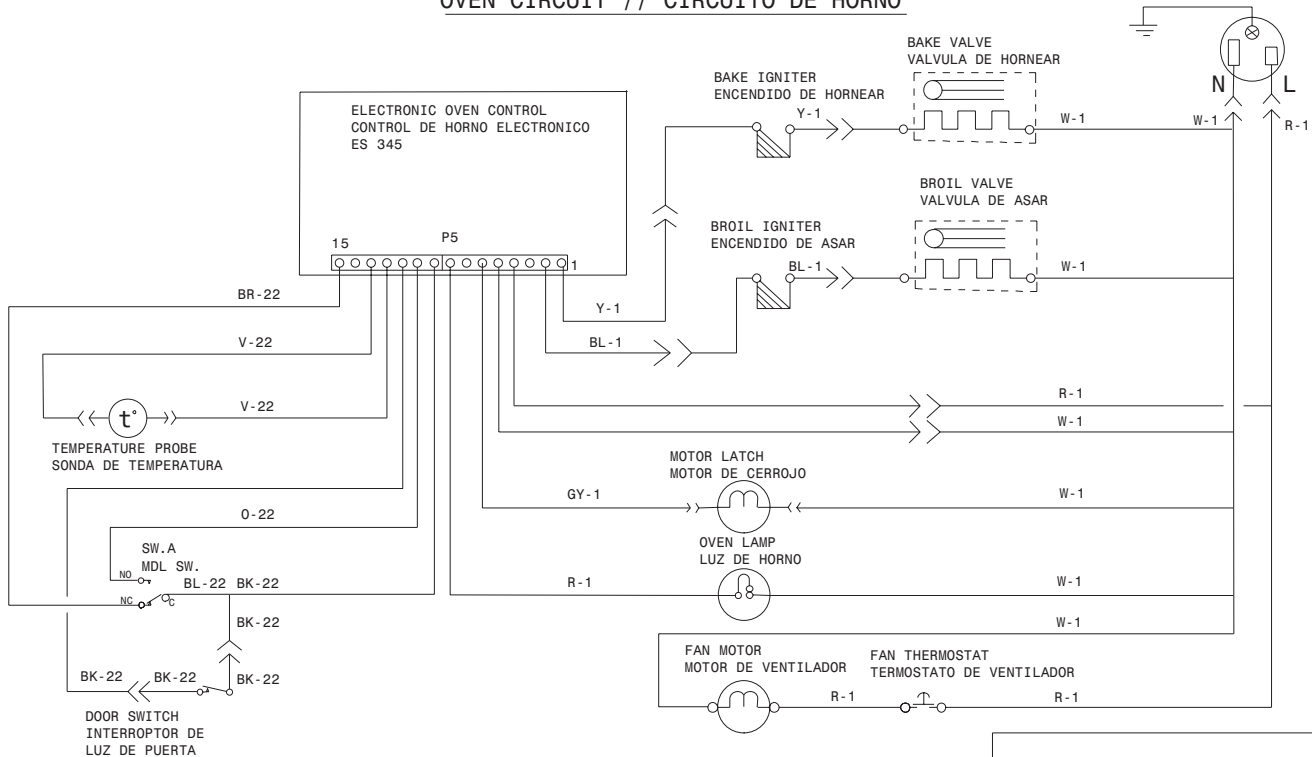 OVEN CIRCUIT // CIRCUITO DE HORNO
BAKE VALVE
VALVULA DE HORNEAR
BAKE IGNITER
ENCENDIDO DE HORNEAR
Y-1
W-1
N
L
W-1
R-1
ELECTRONIC OVEN CONTROL
CONTROL DE HORNO ELECTRONICO
ES 345
BROIL VALVE
VALVULA DE ASAR
BROIL IGNITER
ENCENDIDO DE ASAR
BL-1
W-1
15
P5
1
BR-22
Y-1
V-22
BL-1
V-22
R-1
W-1
t°
TEMPERATURE PROBE
SONDA DE TEMPERATURA
MOTOR LATCH
MOTOR DE CERROJO
GY-1
W-1
O-22
OVEN LAMP
LUZ DE HORNO
SW.A
MDL SW.
NO
BL-22 BK-22
R-1
W-1
NC
C
BK-22
W-1
FAN MOTOR
MOTOR DE VENTILADOR
FAN THERMOSTAT
TERMOSTATO DE VENTILADOR
BK-22
BK-22
BK-22
R-1
R-1
DOOR SWITCH
INTERROPTOR DE
LUZ DE PUERTA